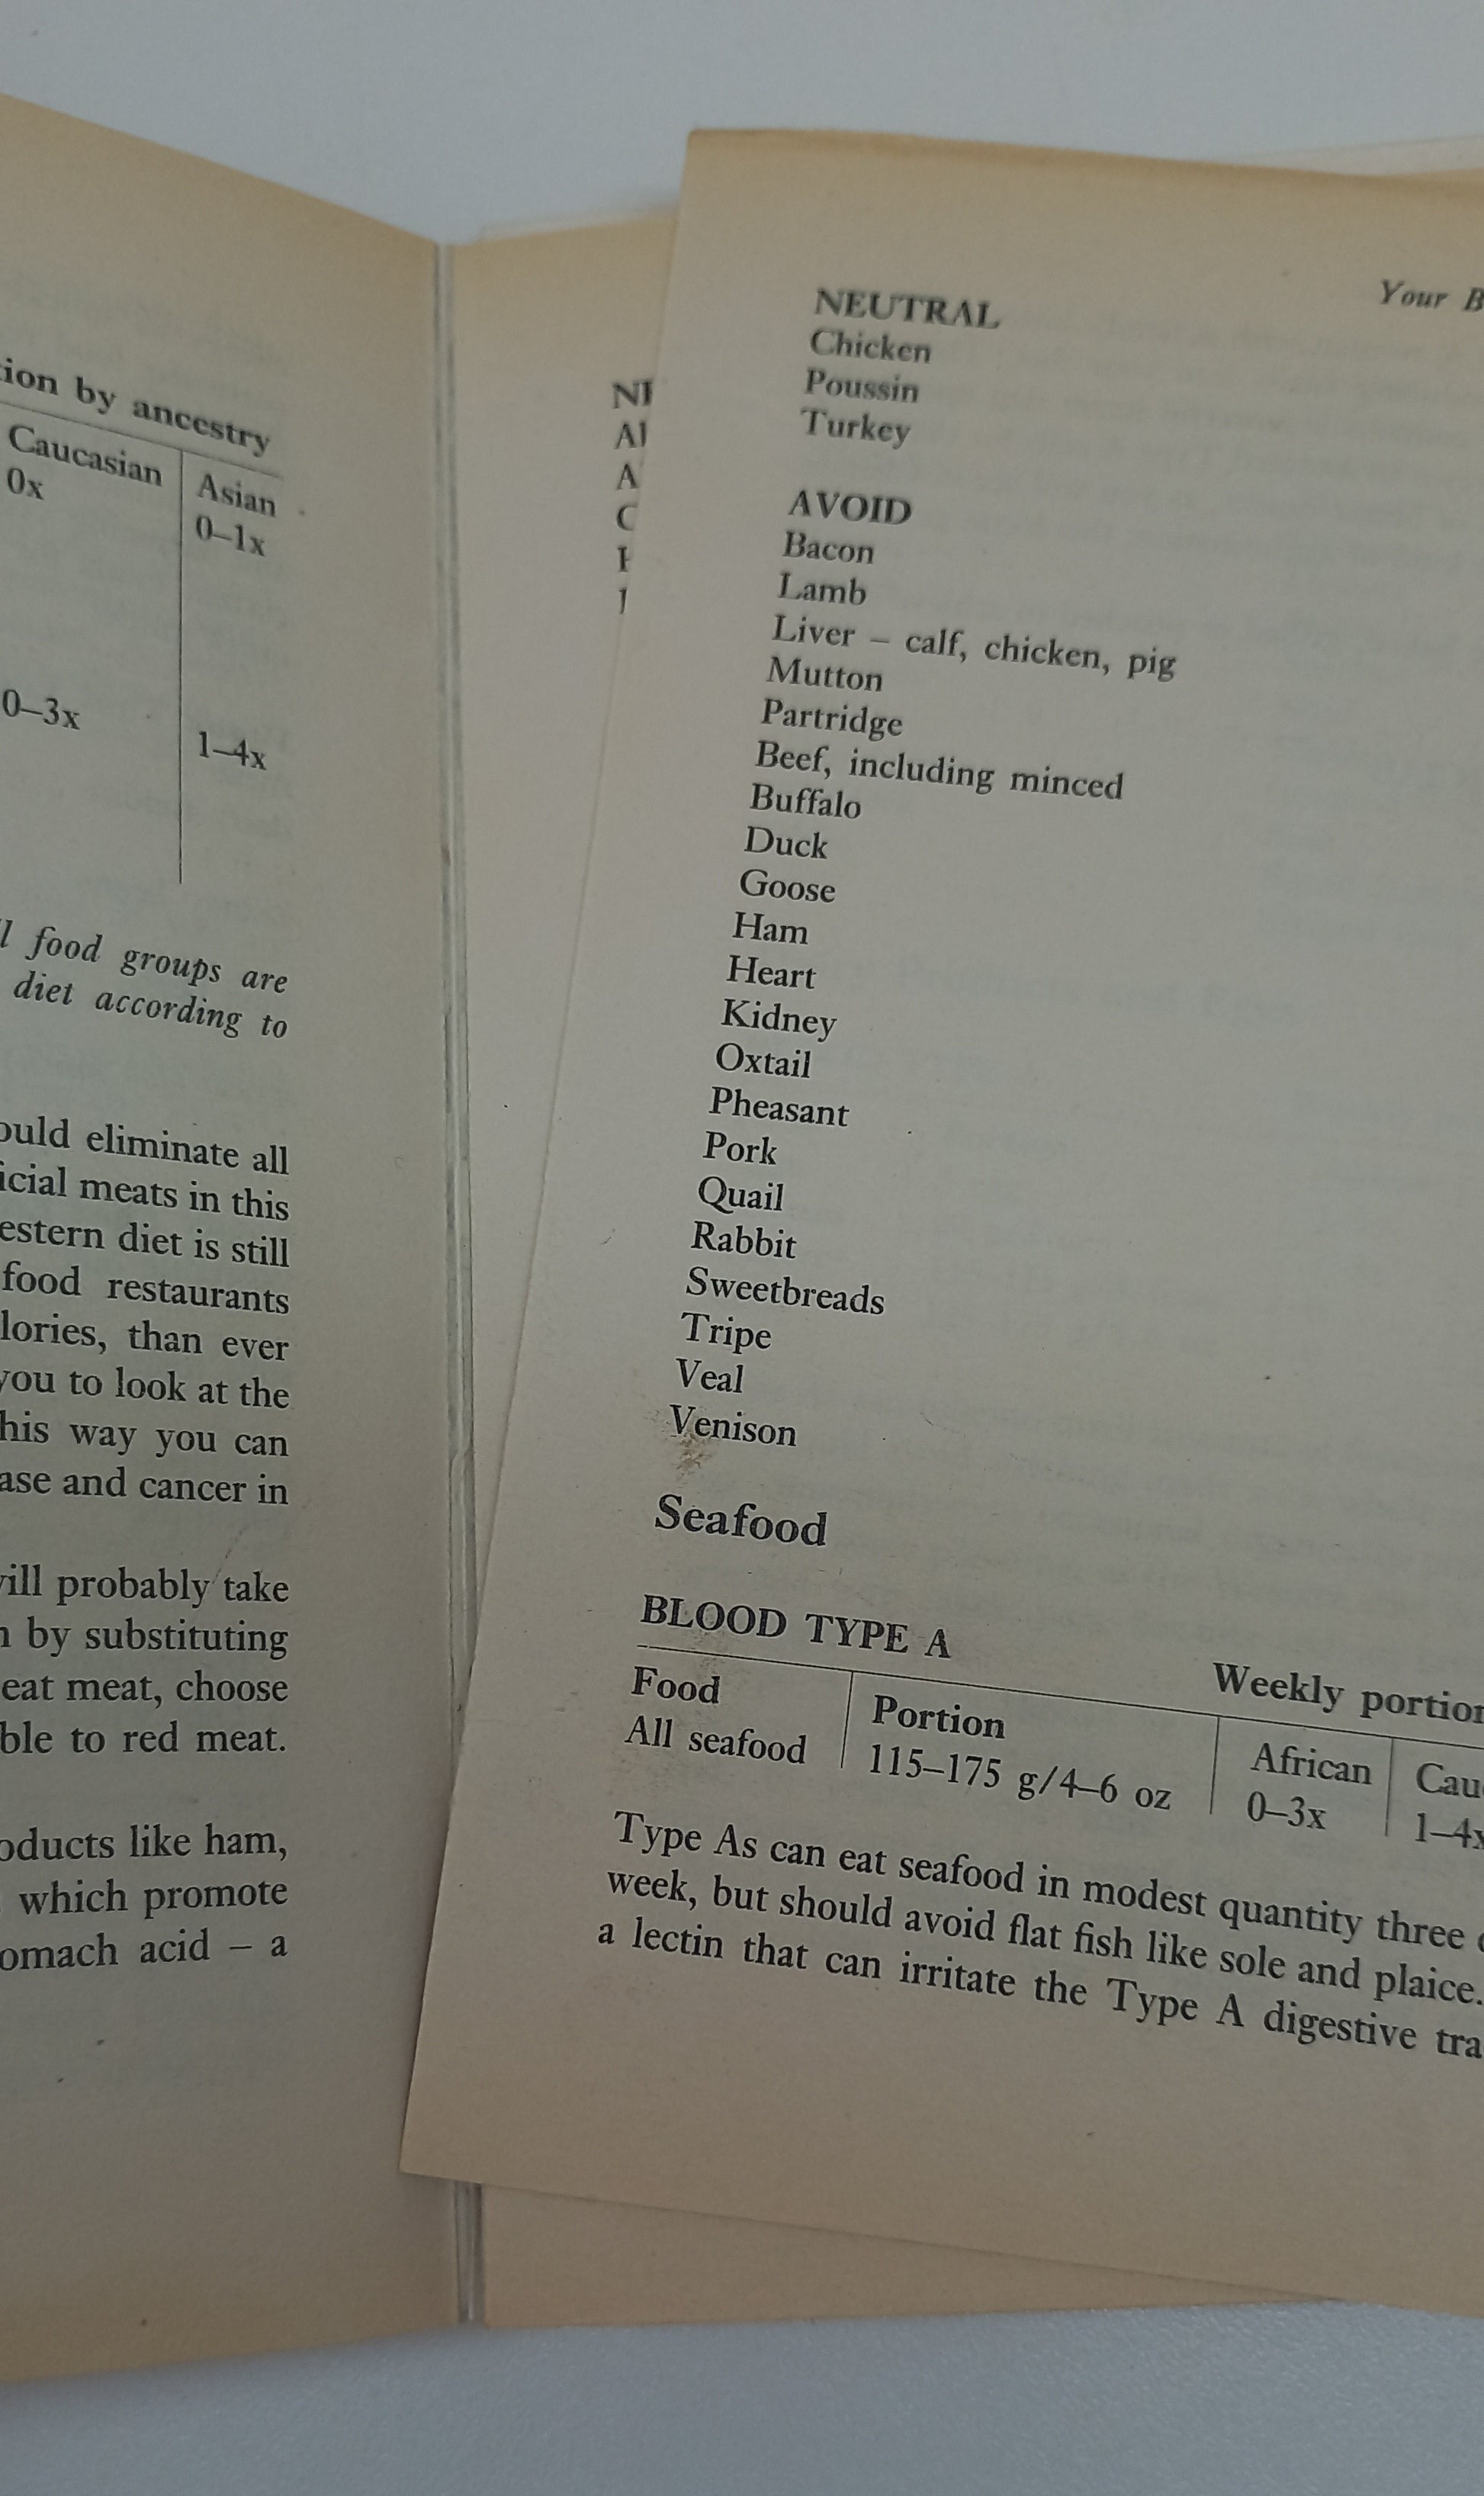 ion by ancestry
Caucasian
Asian
0x
0–1x
0–3x
1–4x
food groups are
diet according to
ould eliminate all
icial meats in this
estern diet is still
food restaurants
lories, than ever
you to look at the
his way you can
ase and cancer in
ill probably take
by substituting
eat meat, choose
ble to red meat.
oducts like ham,
which promote
omach acid – a
Your B
NEUTRAL
Chicken
Poussin
Turkey
AVOID
Bacon
Lamb
Liver – calf, chicken, pig
Mutton
Partridge
Beef, including minced
Buffalo
Duck
Goose
Ham
Heart
Kidney
Oxtail
Pheasant
Pork
Quail
Rabbit
Sweetbreads
Tripe
Veal
Venison
Seafood
BLOOD TYPE A
Weekly portion
Food
Portion
African
Cau
All seafood
115–175 g/4–6 oz
0–3x
1–4x
Type As can eat seafood in modest quantity three
week, but should avoid flat fish like sole and plaice.
a lectin that can irritate the Type A digestive tra